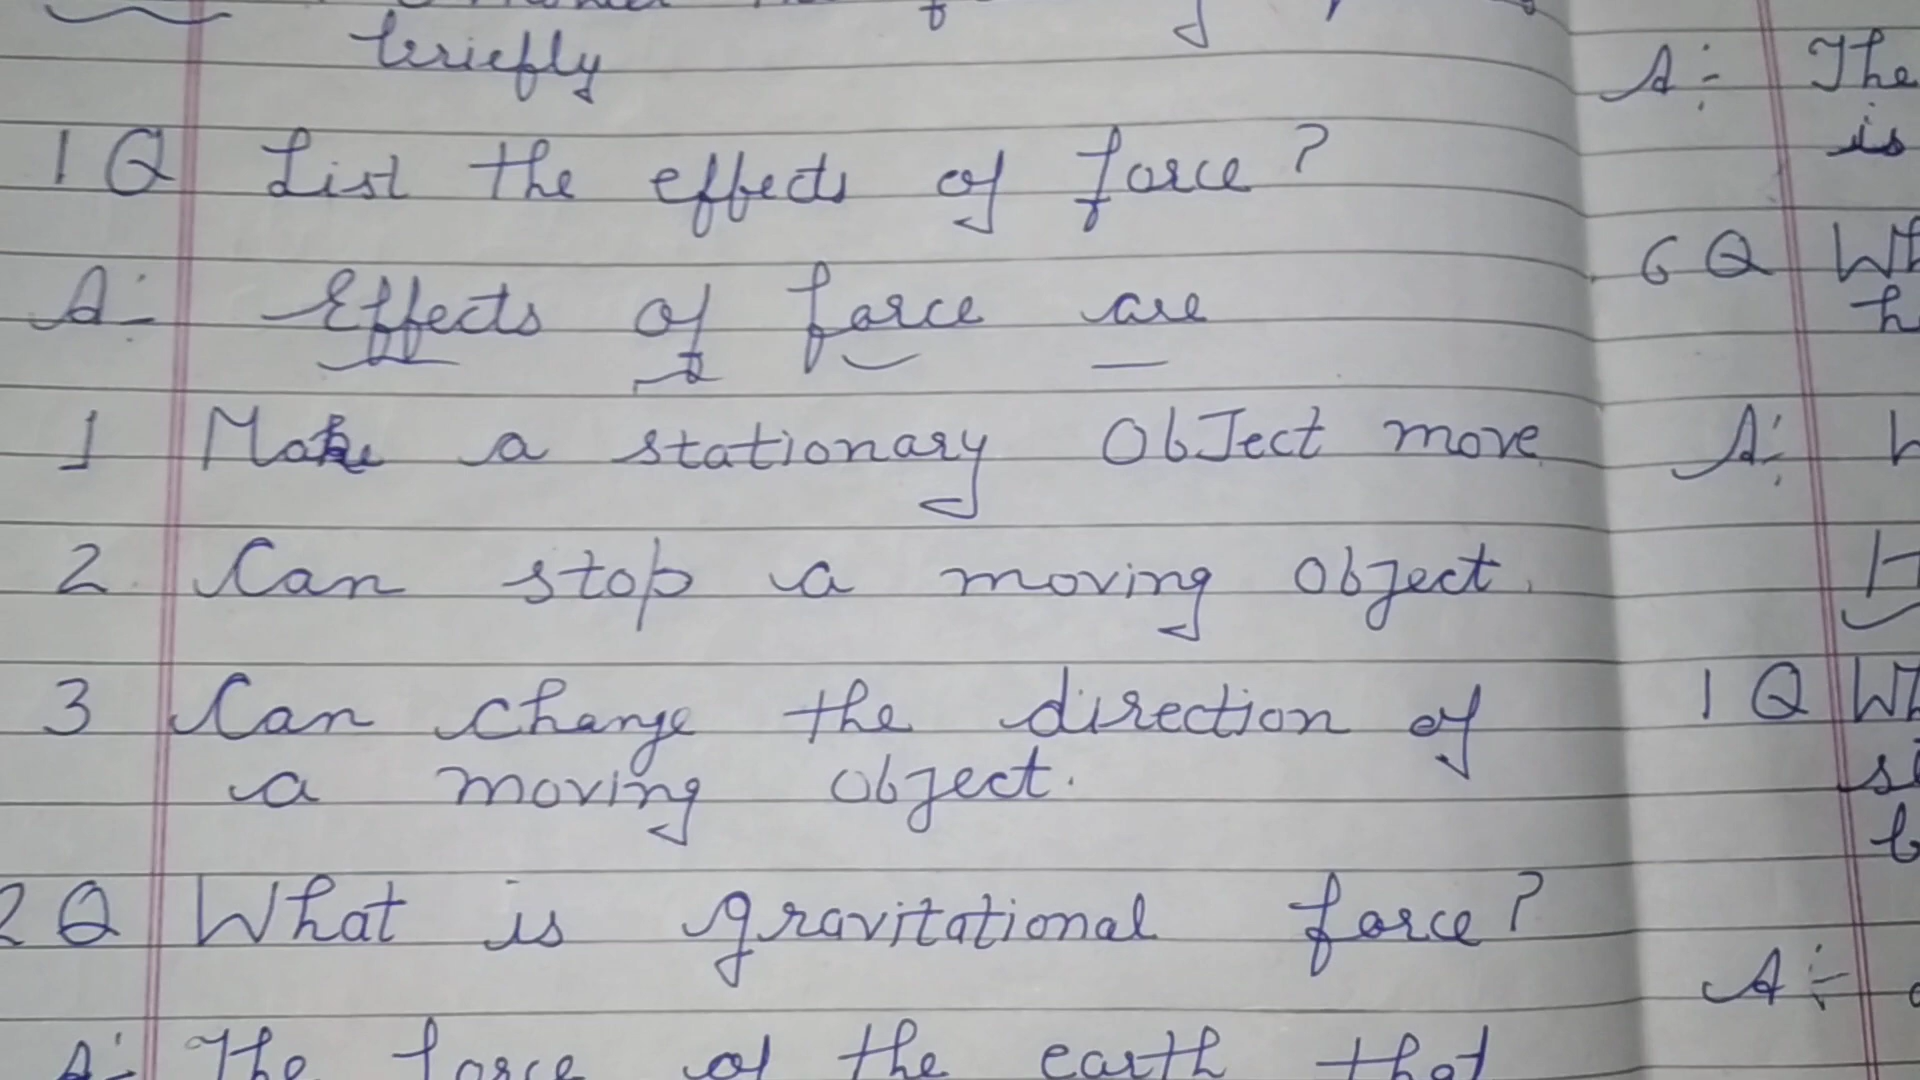 briefly
1 Q List the effects of force?
A:- Effects of force are
1 Make a stationary ObJect move
2 Can stop a moving Object.
3 Can change the direction of
a moving object.
2 Q What is gravitational force?
A:- The force of the earth that
A:- The
is
6 Q
A:-
1 Q
A:-